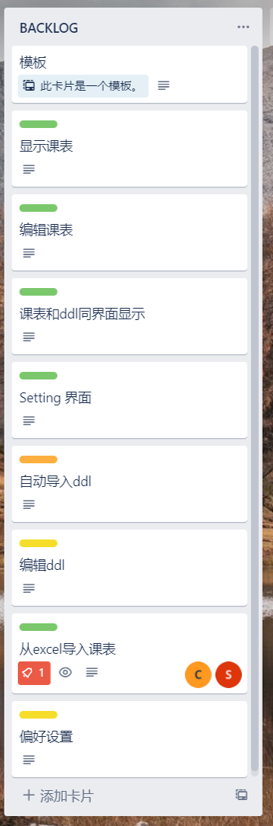 BACKLOG
模板
此卡片是一个模板。
显示课表
编辑课表
课表和ddl同界面显示
Setting 界面
自动导入ddl
编辑ddl
从excel导入课表
1
C
S
偏好设置
添加卡片